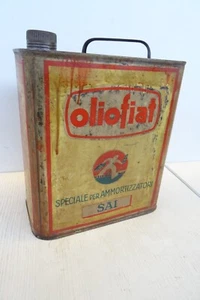 oliofiat
SPECIALE PER AMMORTIZZATORI
SAI